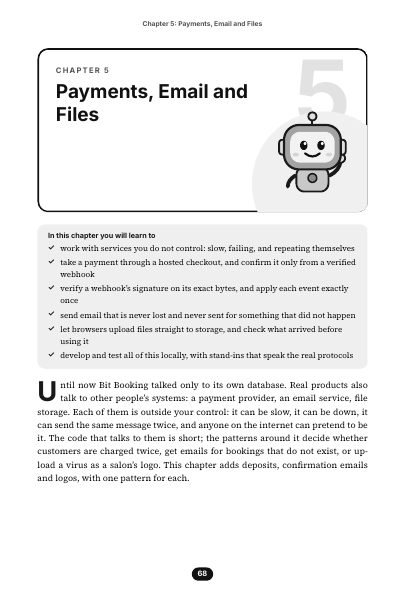 Chapter 5: Payments, Email and Files
5
CHAPTER 5
Payments, Email and
Files
In this chapter you will learn to
✓ work with services you do not control: slow, failing, and repeating themselves
✓ take a payment through a hosted checkout, and confirm it only from a verified
webhook
✓ verify a webhook's signature on its exact bytes, and apply each event exactly
once
✓ send email that is never lost and never sent for something that did not happen
✓ let browsers upload files straight to storage, and check what arrived before
using it
✓ develop and test all of this locally, with stand-ins that speak the real protocols
Until now Bit Booking talked only to its own database. Real products also
talk to other people's systems: a payment provider, an email service, file
storage. Each of them is outside your control: it can be slow, it can be down, it
can send the same message twice, and anyone on the internet can pretend to be
it. The code that talks to them is short; the patterns around it decide whether
customers are charged twice, get emails for bookings that do not exist, or up-
load a virus as a salon's logo. This chapter adds deposits, confirmation emails
and logos, with one pattern for each.
68